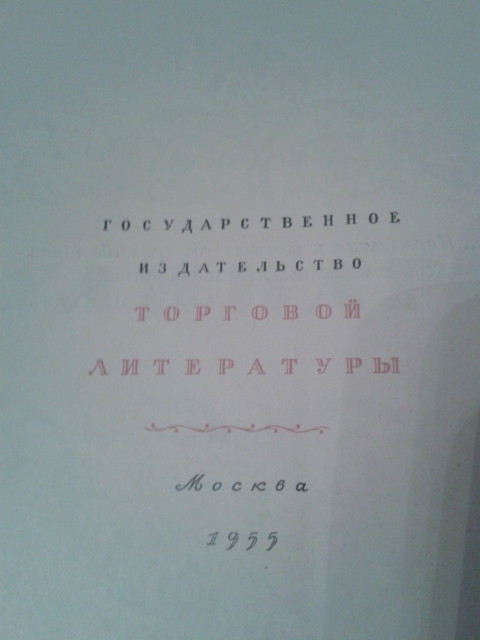 ГОСУДАРСТВЕННОЕ
ИЗДАТЕЛЬСТВО
ТОРГОВОЙ
ЛИТЕРАТУРЫ
Москва
1955